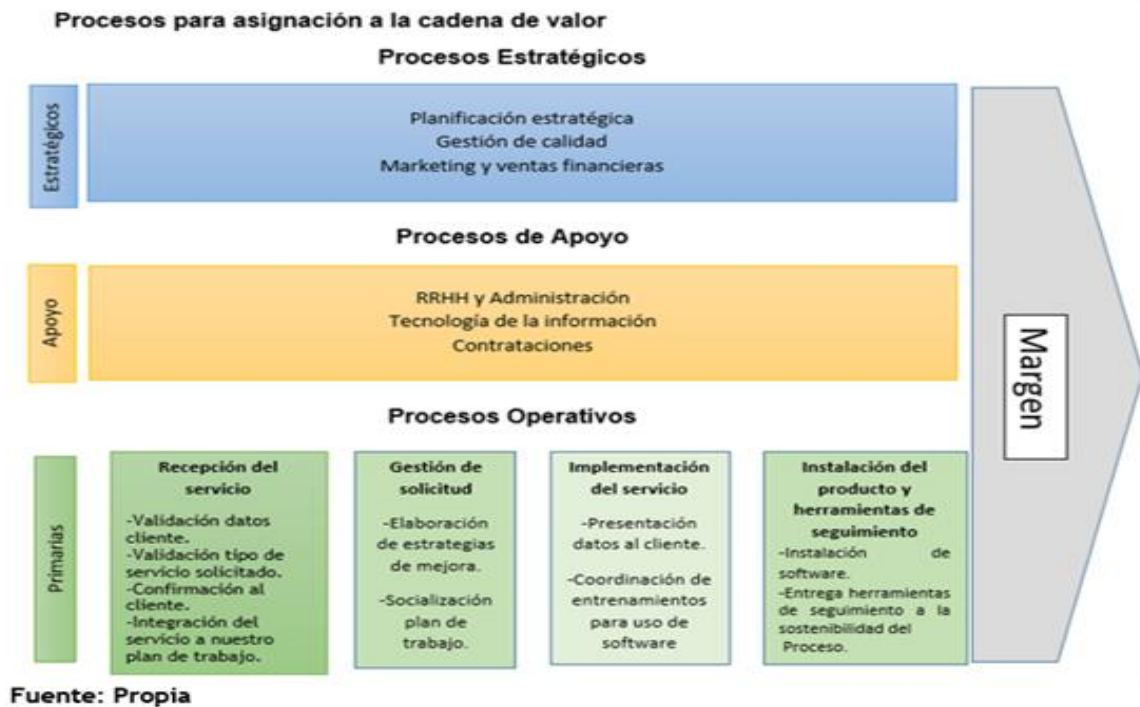 Procesos para asignación a la cadena de valor
Procesos Estratégicos
Estratégicos
Planificación estratégica
Gestión de calidad
Marketing y ventas financieras
Procesos de Apoyo
Apoyo
RRHH y Administración
Tecnología de la información
Contrataciones
Margen
Procesos Operativos
Primarias
Recepción del
servicio
-Validación datos
cliente.
-Validación tipo de
servicio solicitado.
-Confirmación al
cliente.
-Integración del
servicio a nuestro
plan de trabajo.
Gestión de
solicitud
-Elaboración
de estrategias
de mejora.
-Socialización
plan de
trabajo.
Implementación
del servicio
-Presentación
datos al cliente.
-Coordinación de
entrenamientos
para uso de
software
Instalación del
producto y
herramientas de
seguimiento
-Instalación de
software.
-Entrega herramientas
de seguimiento a la
sostenibilidad del
Proceso.
Fuente: Propia